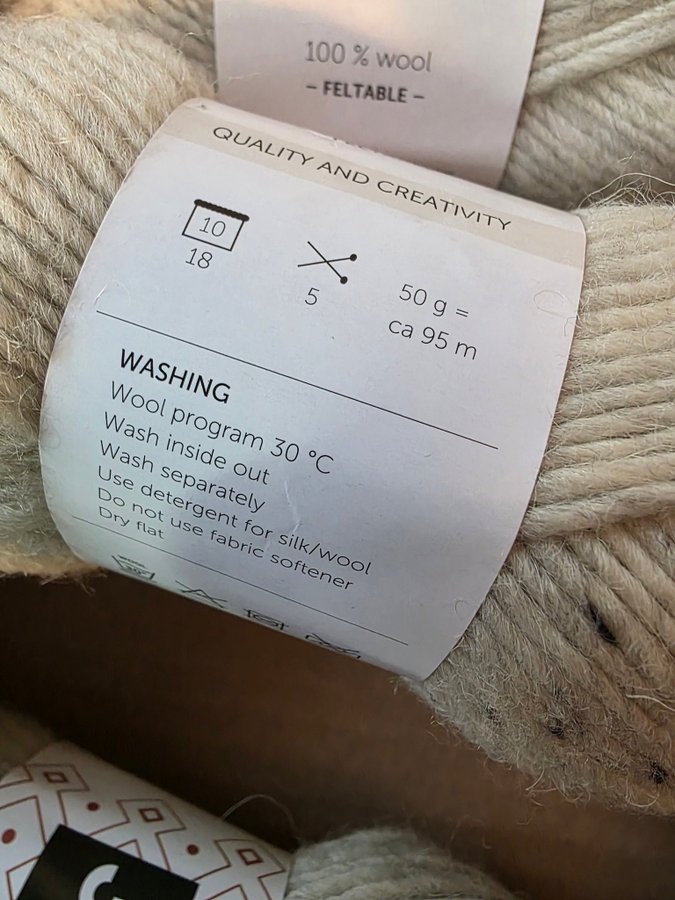 100 % wool
– FELTABLE –
QUALITY AND CREATIVITY
10
18
5
50 g =
ca 95 m
WASHING
Wool program 30 °C
Wash inside out
Wash separately
Use detergent for silk/wool
Do not use fabric softener
Dry flat